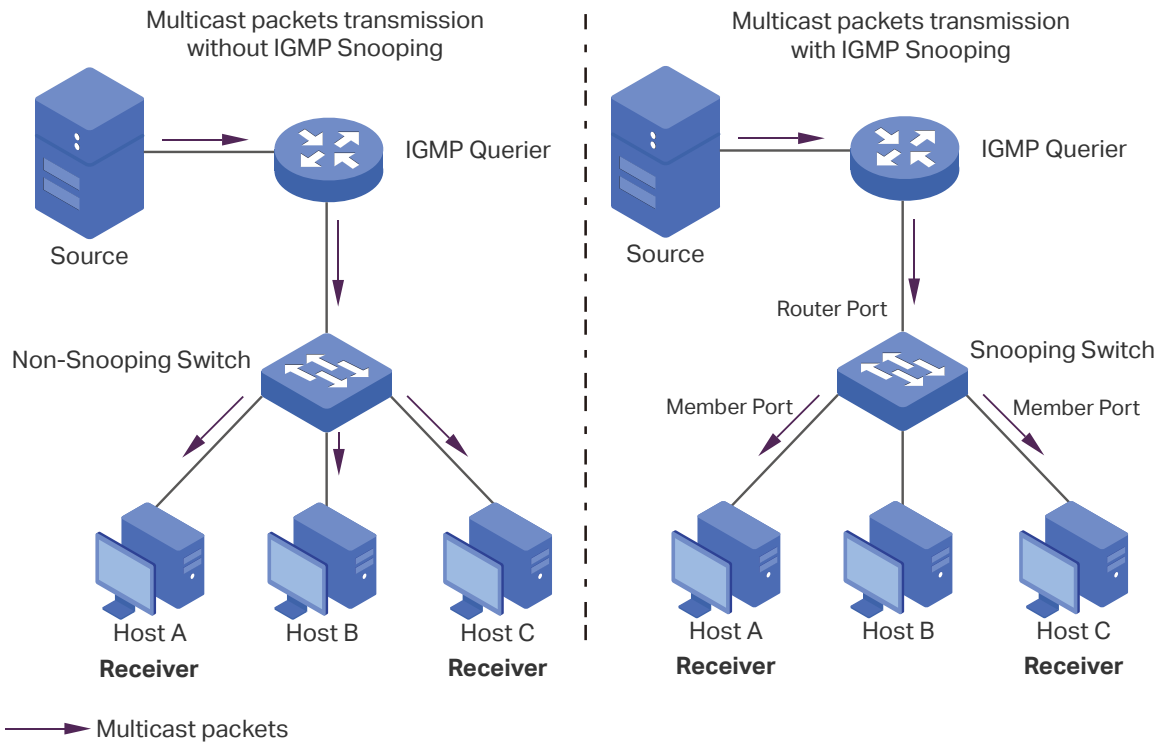 Multicast packets transmission
without IGMP Snooping
IGMP Querier
Source
Non-Snooping Switch
Host A
Receiver
Host B
Host C
Receiver
Multicast packets transmission
with IGMP Snooping
IGMP Querier
Source
Router Port
Snooping Switch
Member Port
Member Port
Host A
Receiver
Host B
Host C
Receiver
Multicast packets